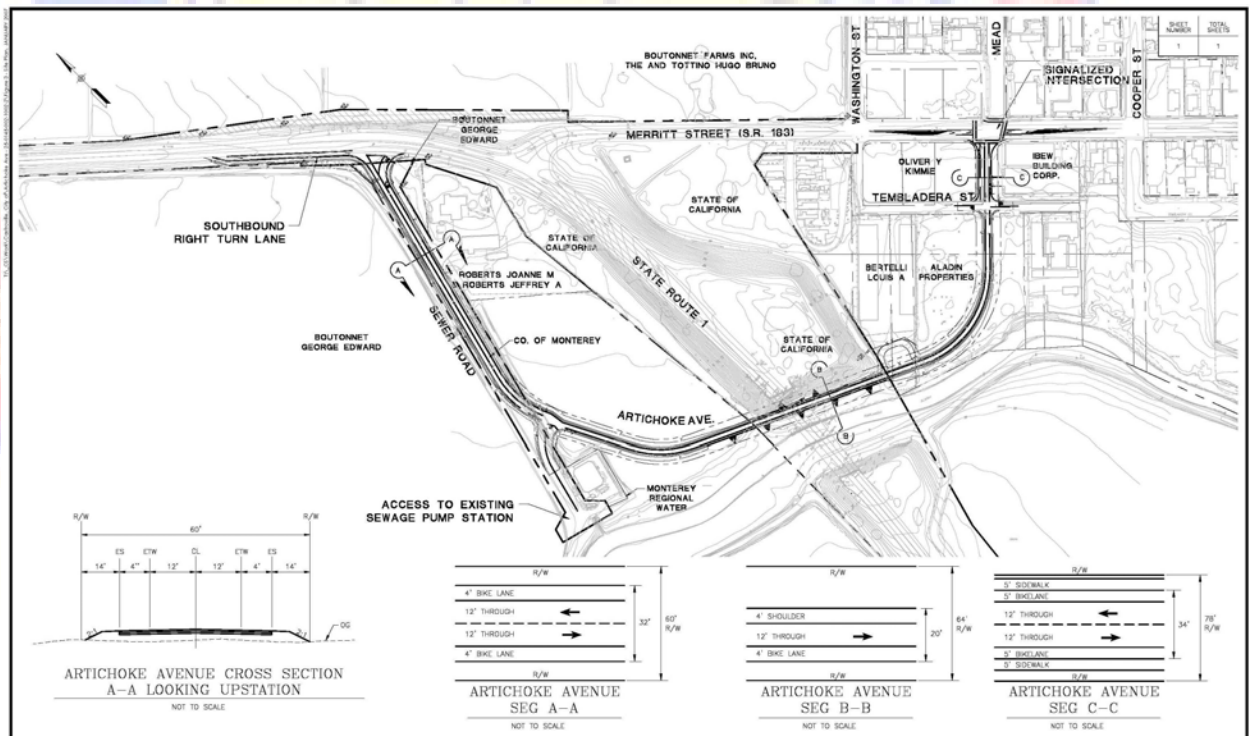 SHEET NUMBER
TOTAL SHEETS
1
1
WASHINGTON ST
MEAD
COOPER ST
BOUTONNET FARMS INC,
THE AND TOTTINO HUGO BRUNO
SIGNALIZED
INTERSECTION
BOUTONNET
GEORGE
EDWARD
MERRITT STREET (S.R. 183)
OLIVER Y
KIMMIE
IBEW
BUILDING
CORP.
C
C
TEMBLADERA ST
STATE OF
CALIFORNIA
SOUTHBOUND
RIGHT TURN LANE
STATE OF
CALIFORNIA
A
A
STATE ROUTE 1
BERTELLI
LOUIS A
ALADIN
PROPERTIES
ROBERTS JOANNE M
ROBERTS JEFFREY A
SEWER ROAD
BOUTONNET
GEORGE EDWARD
CO. OF MONTEREY
STATE OF
CALIFORNIA
B
B
ARTICHOKE AVE.
MONTEREY
REGIONAL
WATER
ACCESS TO EXISTING
SEWAGE PUMP STATION
R/W
R/W
60'
ES
ETW
CL
ETW
ES
14'
4'
12'
12'
4'
14'
2:1
2:1
OG
ARTICHOKE AVENUE CROSS SECTION
A-A LOOKING UPSTATION
NOT TO SCALE
R/W
4' BIKE LANE
12' THROUGH
12' THROUGH
4' BIKE LANE
R/W
32'
60'
R/W
ARTICHOKE AVENUE
SEG A-A
NOT TO SCALE
R/W
4' SHOULDER
12' THROUGH
4' BIKE LANE
R/W
20'
64'
R/W
ARTICHOKE AVENUE
SEG B-B
NOT TO SCALE
R/W
5' SIDEWALK
5' BIKELANE
12' THROUGH
12' THROUGH
5' BIKELANE
5' SIDEWALK
R/W
34'
78'
R/W
ARTICHOKE AVENUE
SEG C-C
NOT TO SCALE